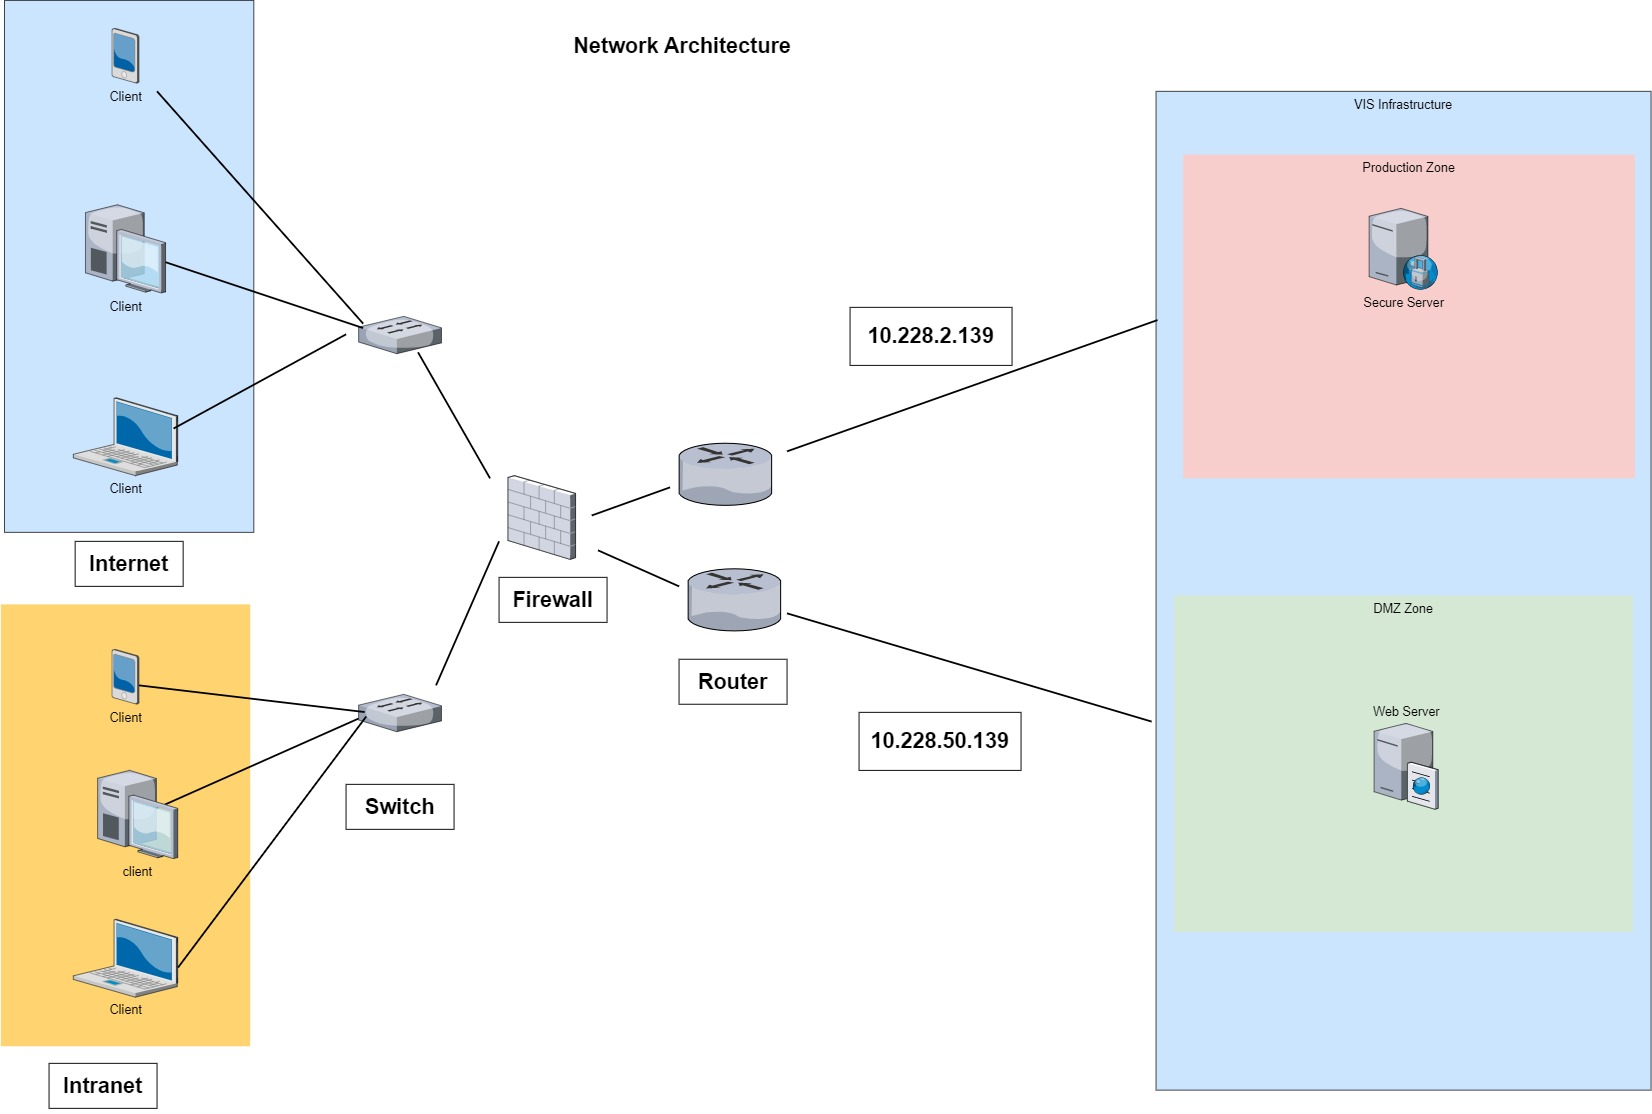 Network Architecture
Client
Client
Client
Internet
Client
client
Client
Intranet
Switch
Firewall
Router
10.228.2.139
10.228.50.139
VIS Infrastructure
Production Zone
Secure Server
DMZ Zone
Web Server